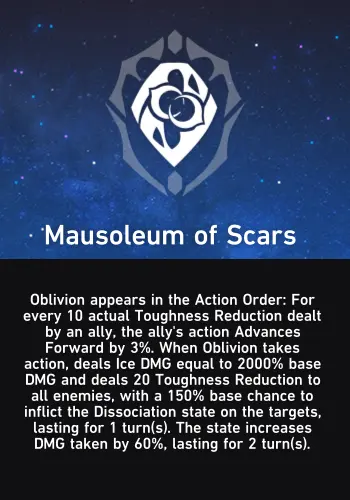 Mausoleum of Scars
Oblivion appears in the Action Order: For
every 10 actual Toughness Reduction dealt
by an ally, the ally's action Advances
Forward by 3%. When Oblivion takes
action, deals Ice DMG equal to 2000% base
DMG and deals 20 Toughness Reduction to
all enemies, with a 150% base chance to
inflict the Dissociation state on the targets,
lasting for 1 turn(s). The state increases
DMG taken by 60%, lasting for 2 turn(s).